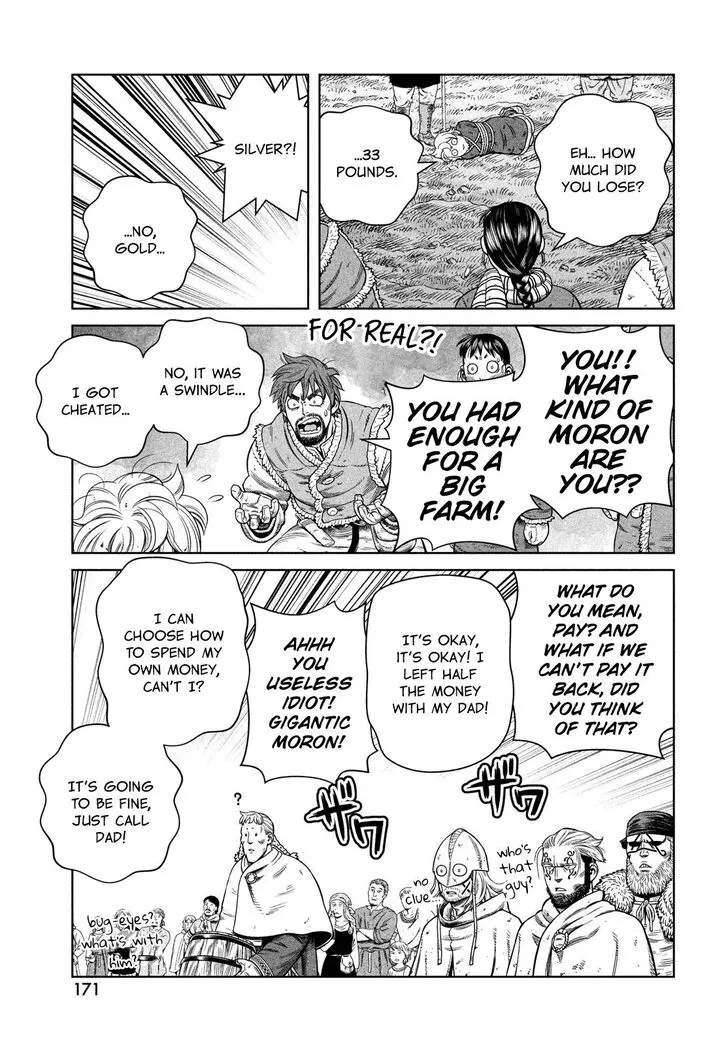 EH... HOW
MUCH DID
YOU LOSE?
...33
POUNDS.
SILVER?!
...NO,
GOLD...
YOU!!
WHAT
KIND OF
MORON
ARE
YOU??
YOU HAD
ENOUGH
FOR A
BIG
FARM!
FOR REAL?!
NO, IT WAS
A SWINDLE...
I GOT
CHEATED...
WHAT DO
YOU MEAN,
PAY? AND
WHAT IF WE
CAN'T PAY IT
BACK, DID
YOU THINK
OF THAT?
IT'S OKAY,
IT'S OKAY! I
LEFT HALF
THE MONEY
WITH MY DAD!
AHHH
YOU
USELESS
IDIOT!
GIGANTIC
MORON!
I CAN
CHOOSE HOW
TO SPEND MY
OWN MONEY,
CAN'T I?
IT'S GOING
TO BE FINE,
JUST CALL
DAD!
ザワ
ザワ
who's
that
guy?
no
clue...
?
bug-eyes?
what's with
him?
171